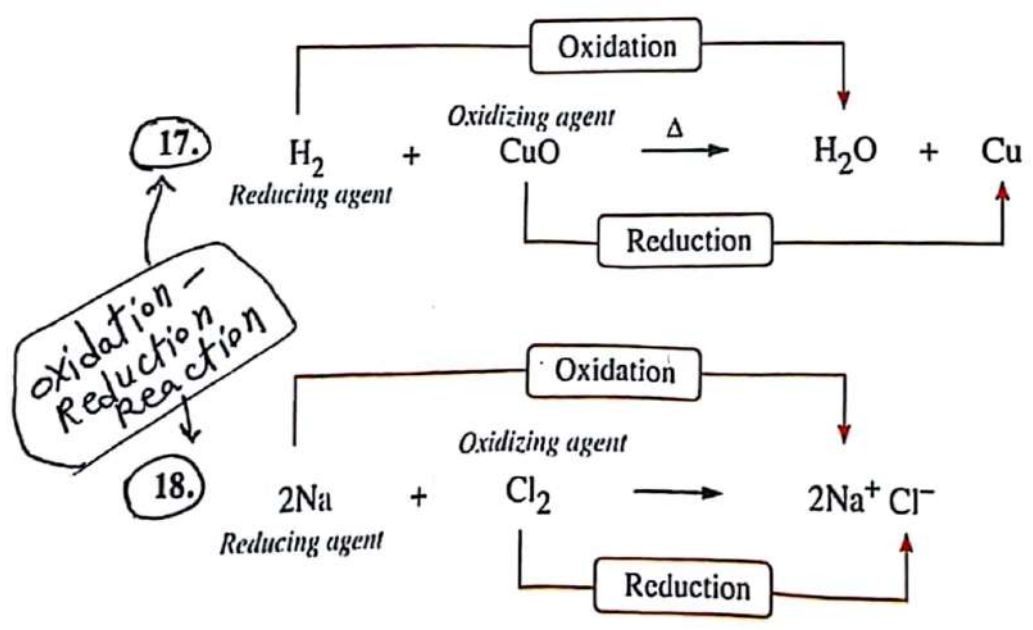 Oxidation
Oxidizing agent
17. H₂ + CuO Δ → H₂O + Cu
Reducing agent
Reduction
Oxidation –
Reduction
Reaction
Oxidation
Oxidizing agent
18. 2Na + Cl₂ → 2Na⁺ Cl⁻
Reducing agent
Reduction